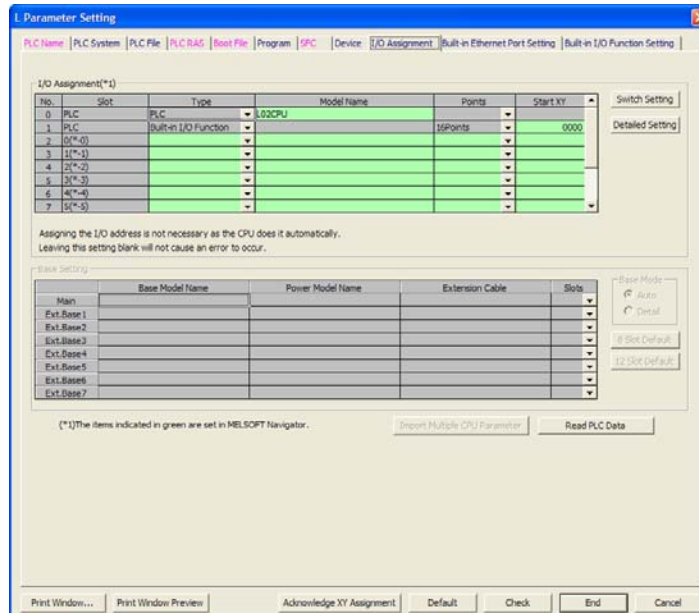 L Parameter Setting
PLC Name PLC System PLC File PLC RAS Boot File Program SFC Device I/O Assignment Built-in Ethernet Port Setting Built-in I/O Function Setting
I/O Assignment(*1)
No. Slot Type Model Name Points Start XY
0 PLC PLC L02CPU
1 PLC Built-in I/O Function 16Points 0000
2 0(*-0)
3 1(*-1)
4 2(*-2)
5 3(*-3)
6 4(*-4)
7 5(*-5)
Switch Setting
Detailed Setting
Assigning the I/O address is not necessary as the CPU does it automatically.
Leaving this setting blank will not cause an error to occur.
Base Setting
Base Model Name Power Model Name Extension Cable Slots
Main
Ext.Base1
Ext.Base2
Ext.Base3
Ext.Base4
Ext.Base5
Ext.Base6
Ext.Base7
Base Mode
Auto
Detail
8 Slot Default
12 Slot Default
(*1)The items indicated in green are set in MELSOFT Navigator.
Import Multiple CPU Parameter Read PLC Data
Print Window... Print Window Preview Acknowledge XY Assignment Default Check End Cancel